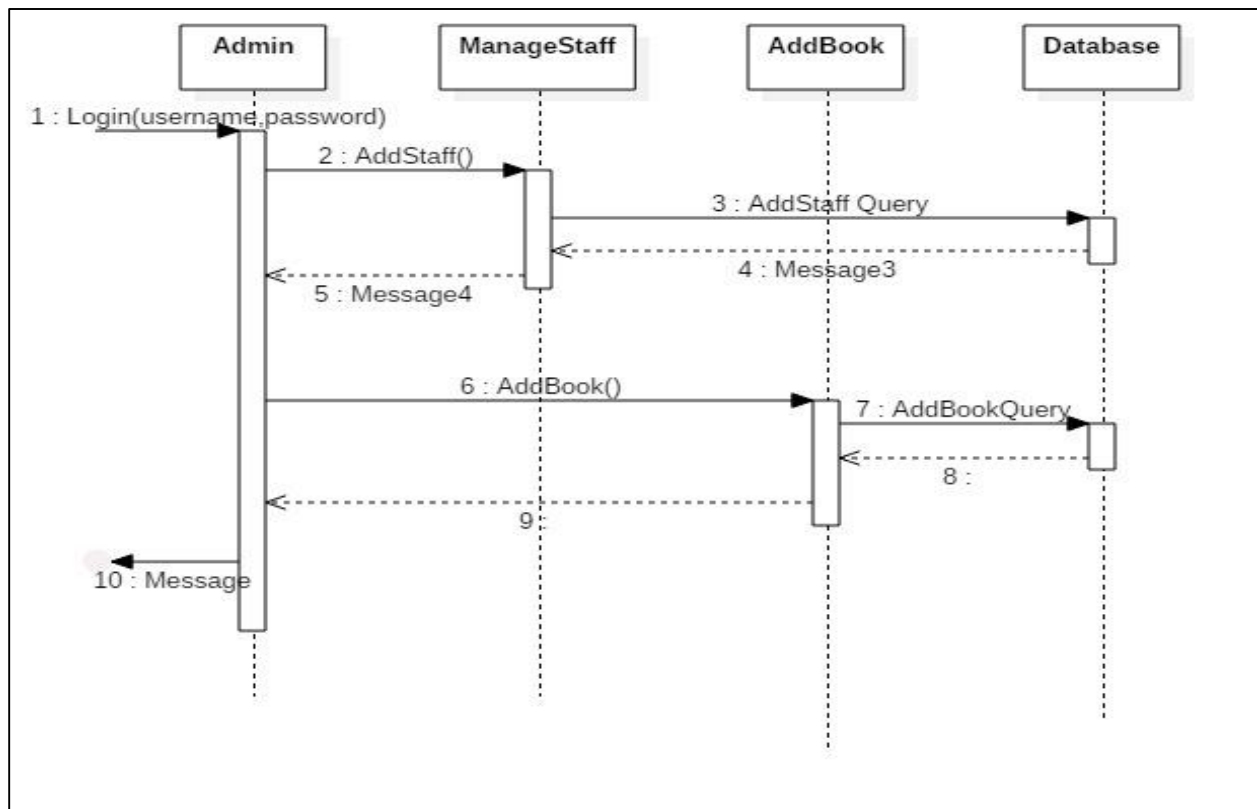 Admin
ManageStaff
AddBook
Database
1 : Login(username,password)
2 : AddStaff()
3 : AddStaff Query
4 : Message3
5 : Message4
6 : AddBook()
7 : AddBookQuery
8 :
9 :
10 : Message